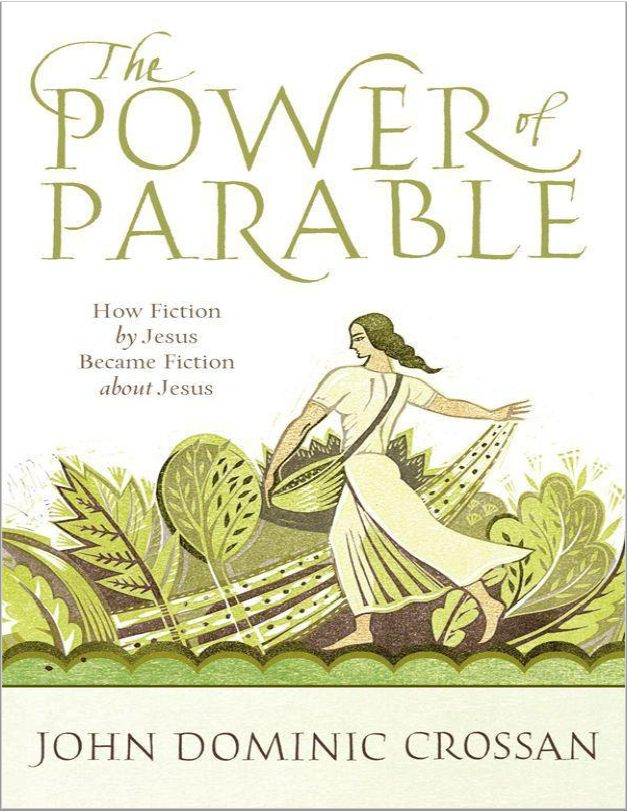 The
POWER of
PARABLE
How Fiction
by Jesus
Became Fiction
about Jesus
JOHN DOMINIC CROSSAN